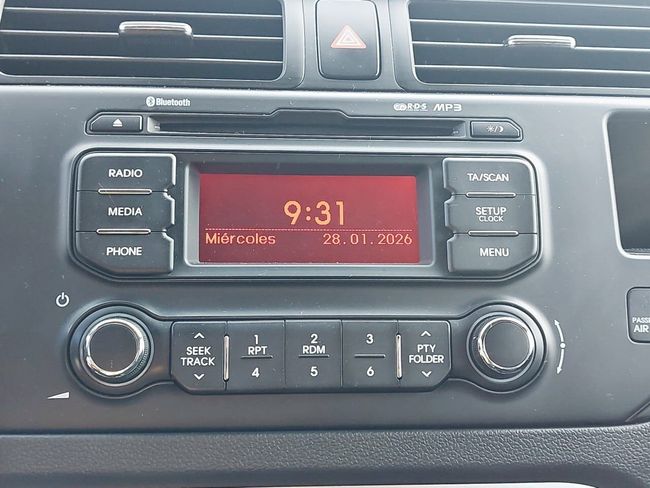 Bluetooth
R·D·S MP3
RADIO
TA/SCAN
MEDIA
SETUP
CLOCK
PHONE
MENU
9:31
Miércoles 28.01.2026
SEEK
TRACK
1
RPT
4
2
RDM
5
3
6
PTY
FOLDER
AIR